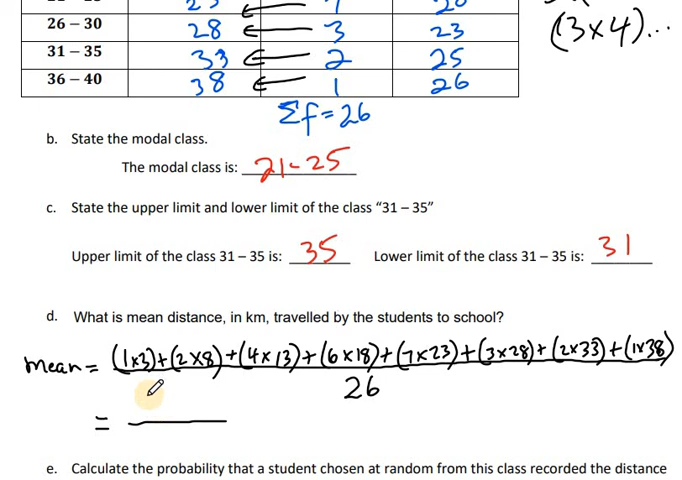 23 ← 7 20
26 – 30 28 ← 3 23
(3×4)...
31 – 35 33 ← 2 25
36 – 40 38 ← 1 26
Σf = 26
b. State the modal class.
The modal class is: 21-25
c. State the upper limit and lower limit of the class “31 – 35”
Upper limit of the class 31 – 35 is: 35 Lower limit of the class 31 – 35 is: 31
d. What is mean distance, in km, travelled by the students to school?
mean = (1×3)+(2×8)+(4×13)+(6×18)+(7×23)+(3×28)+(2×33)+(1×38)
26
=
e. Calculate the probability that a student chosen at random from this class recorded the distance